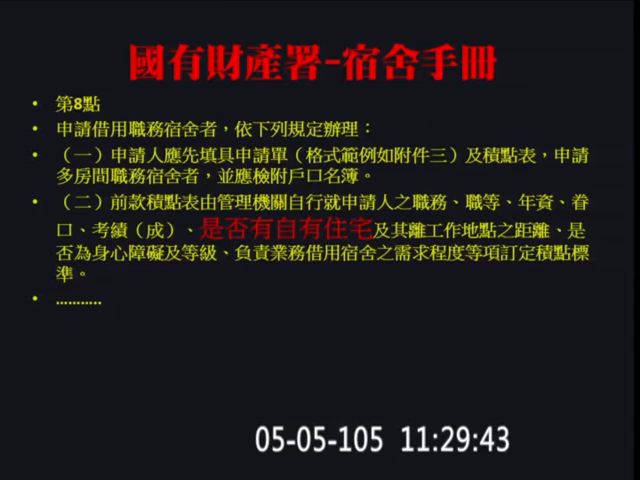 國有財產署-宿舍手冊
• 第8點
• 申請借用職務宿舍者，依下列規定辦理：
• （一）申請人應先填具申請單（格式範例如附件三）及積點表，申請
多房間職務宿舍者，並應檢附戶口名簿。
• （二）前款積點表由管理機關自行就申請人之職務、職等、年資、眷
口、考績（成）、是否有自有住宅及其離工作地點之距離、是
否為身心障礙及等級、負責業務借用宿舍之需求程度等項訂定積點標
準。
• ...........
05-05-105 11:29:43